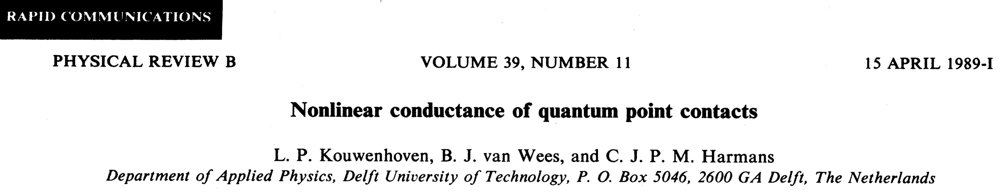 RAPID COMMUNICATIONS
PHYSICAL REVIEW B VOLUME 39, NUMBER 11 15 APRIL 1989-I
Nonlinear conductance of quantum point contacts
L. P. Kouwenhoven, B. J. van Wees, and C. J. P. M. Harmans
Department of Applied Physics, Delft University of Technology, P. O. Box 5046, 2600 GA Delft, The Netherlands